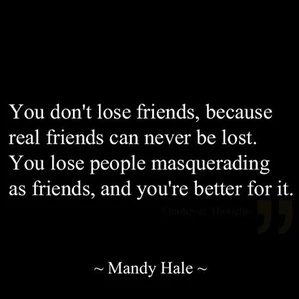 You don't lose friends, because
real friends can never be lost.
You lose people masquerading
as friends, and you're better for it.
~ Mandy Hale ~